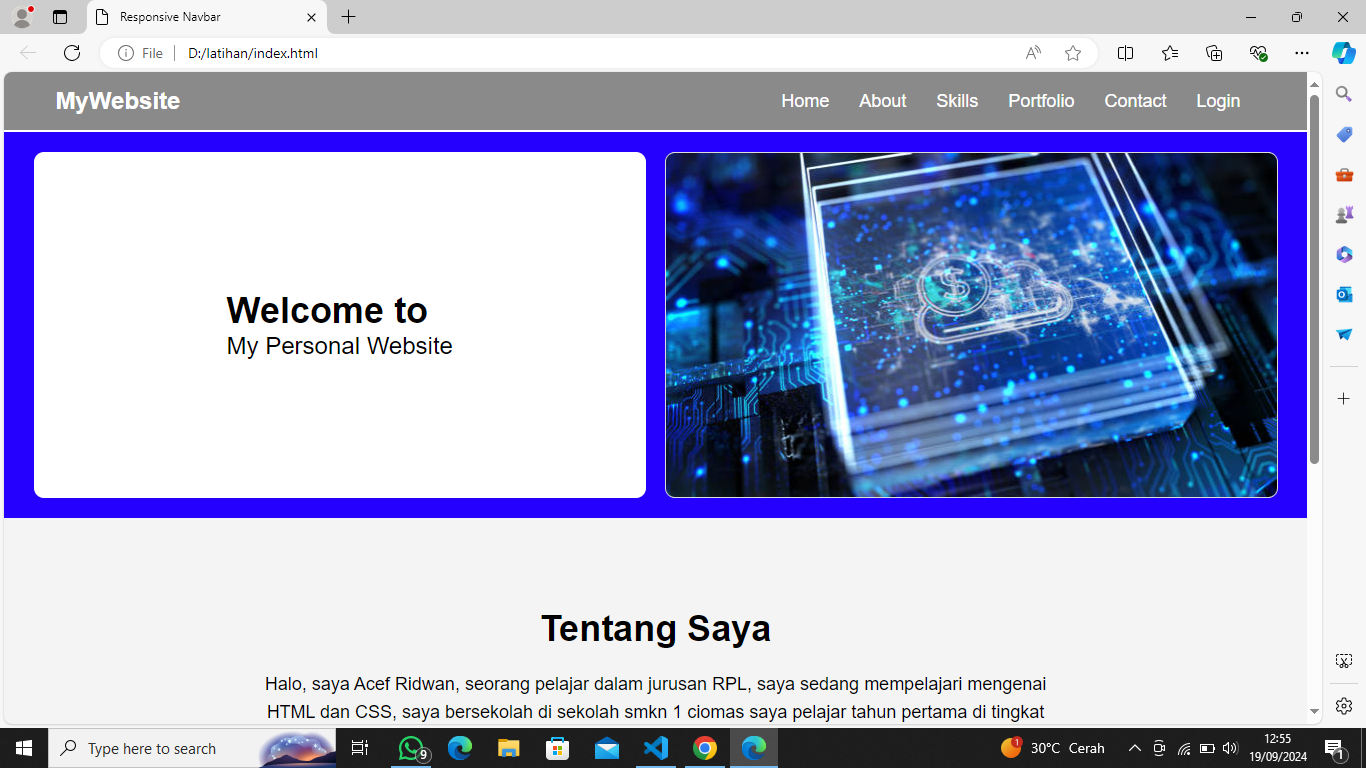 Responsive Navbar
File
D:/latihan/index.html
MyWebsite
Home About Skills Portfolio Contact Login
Welcome to
My Personal Website
$
Tentang Saya
Halo, saya Acef Ridwan, seorang pelajar dalam jurusan RPL, saya sedang mempelajari mengenai
HTML dan CSS, saya bersekolah di sekolah smkn 1 ciomas saya pelajar tahun pertama di tingkat
Type here to search
9
1
30°C Cerah
12:55
19/09/2024
1